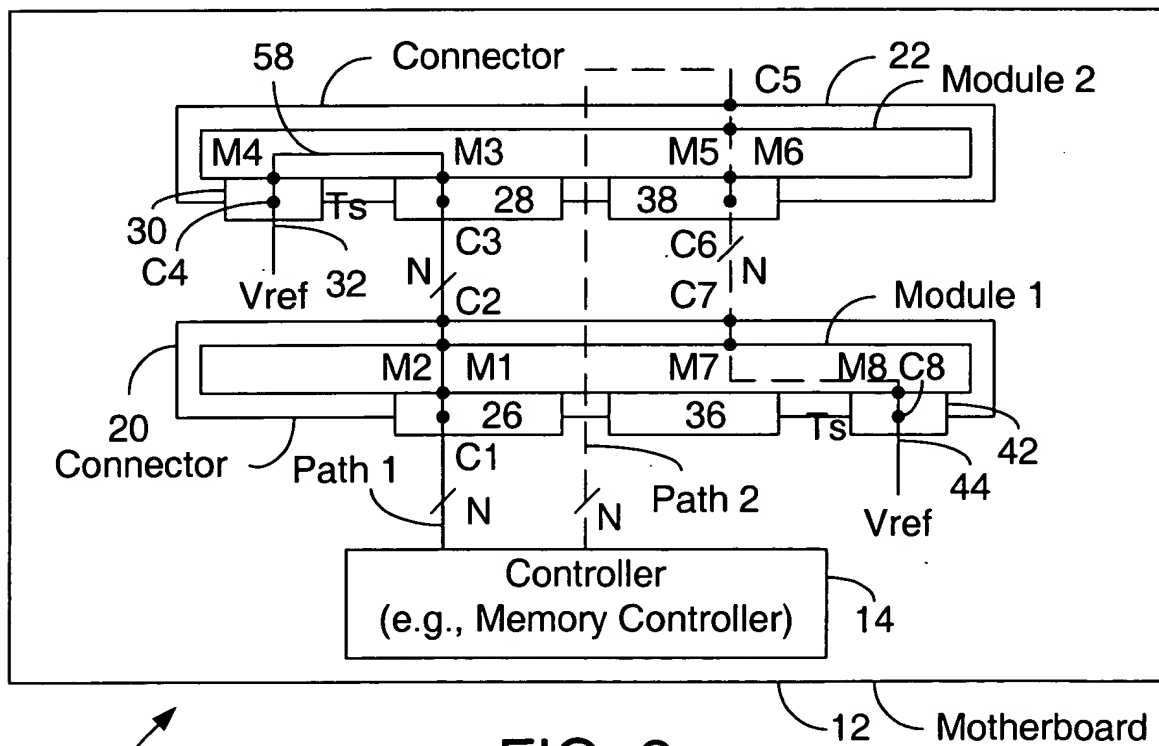 58 Connector 22
C5 Module 2
M4 M3 M5 M6
30 Ts 28 38
C4 C3 C6
Vref 32 N N
C2 C7 Module 1
M2 M1 M7 M8 C8
20 26 36 Ts 42
Connector Path 1 C1 Path 2 44
N N Vref
Controller
(e.g., Memory Controller) 14
12 Motherboard
FIG.